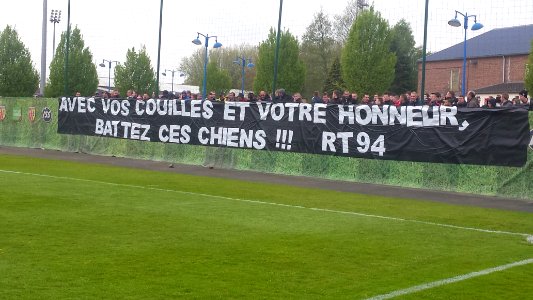 AVEC VOS COUILLES ET VOTRE HONNEUR,
BATTEZ CES CHIENS !!! RT94